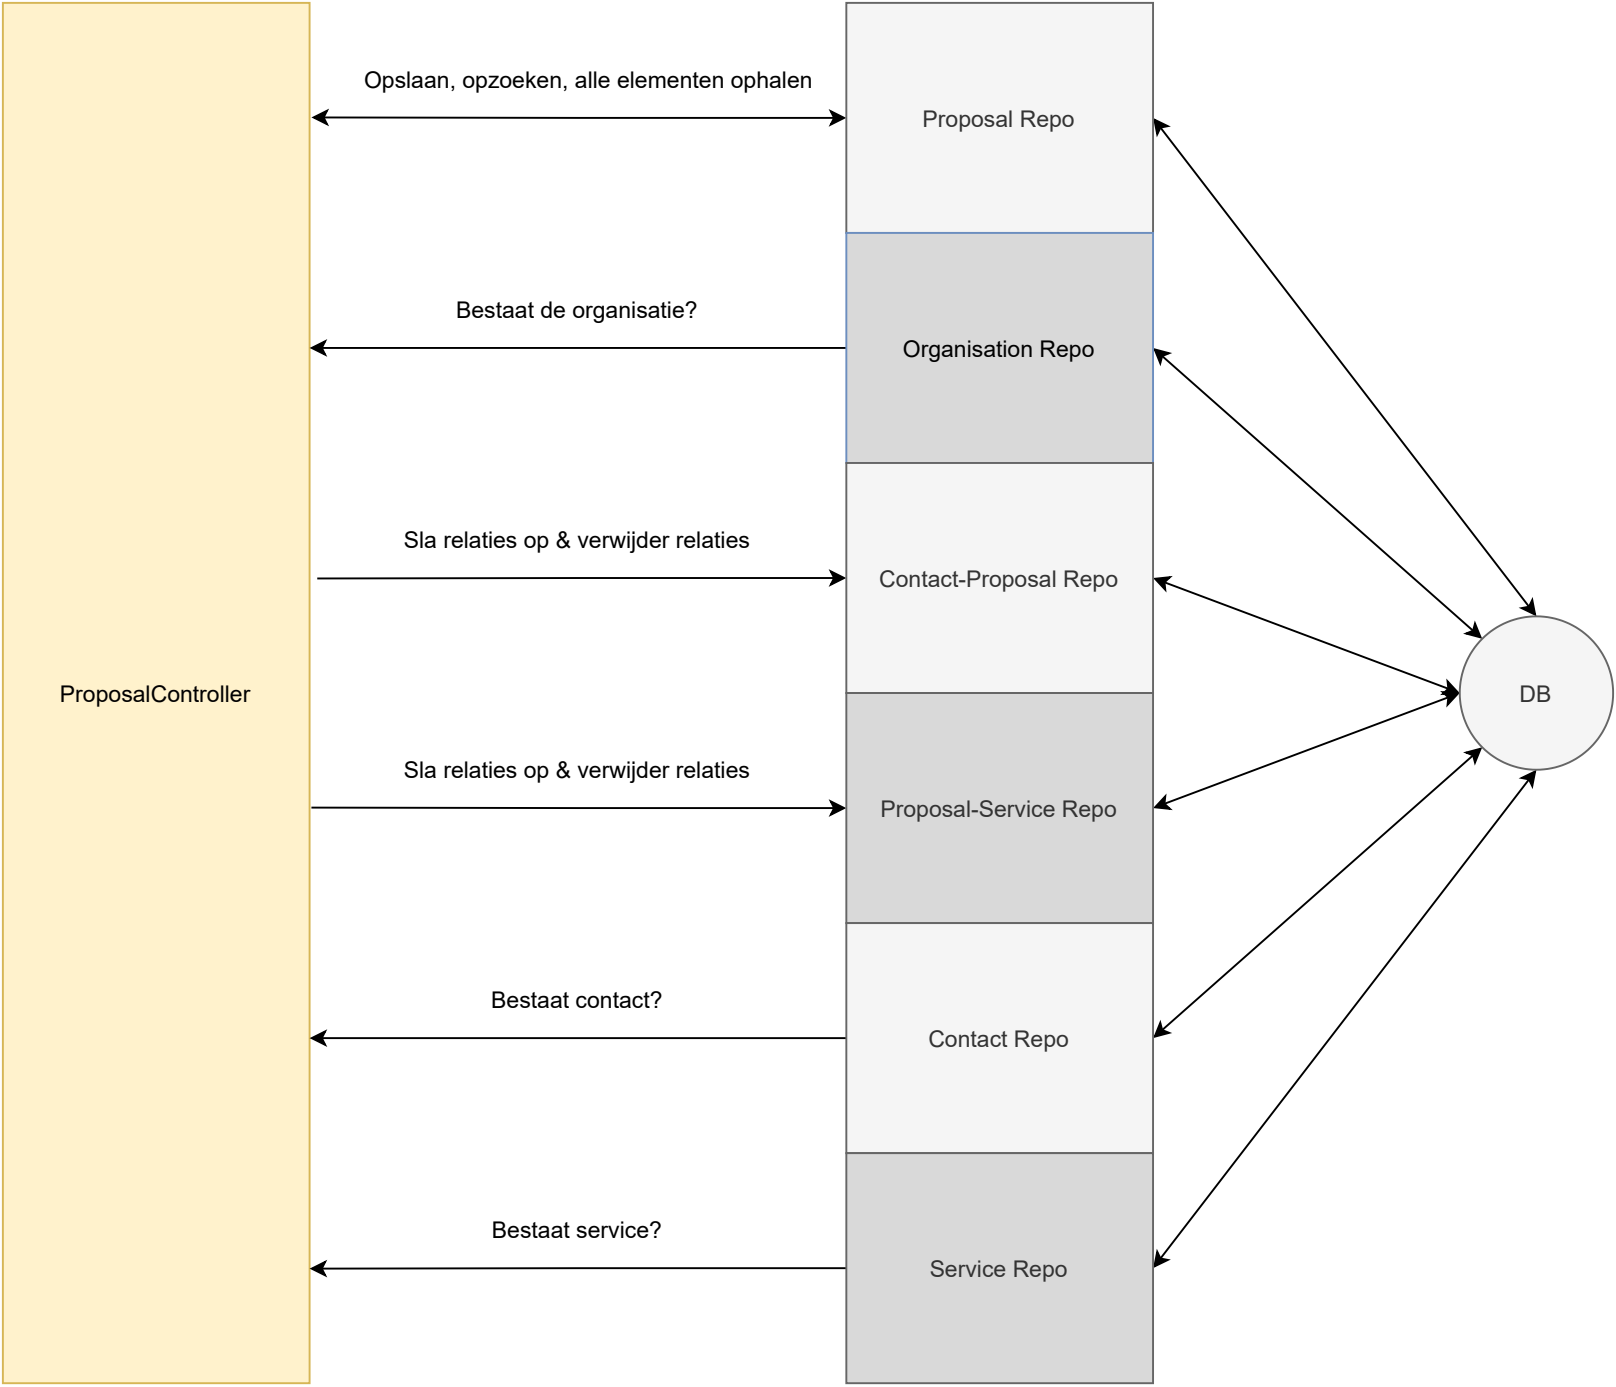 Opslaan, opzoeken, alle elementen ophalen
Proposal Repo
Bestaat de organisatie?
Organisation Repo
Sla relaties op & verwijder relaties
Contact-Proposal Repo
ProposalController
DB
Sla relaties op & verwijder relaties
Proposal-Service Repo
Bestaat contact?
Contact Repo
Bestaat service?
Service Repo